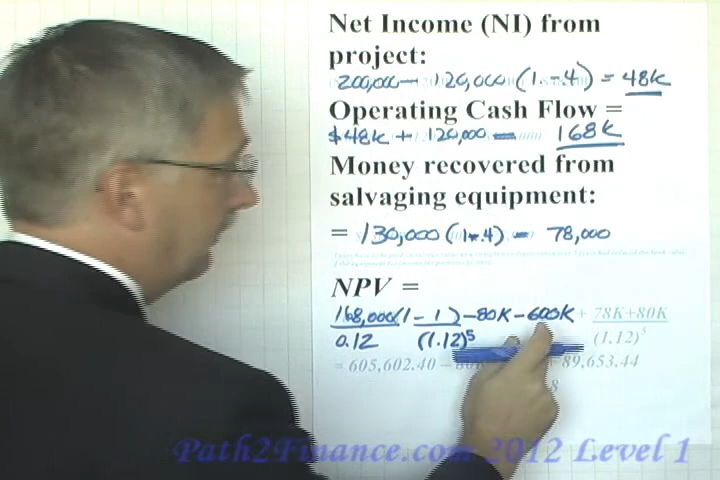 Net Income (NI) from
project:
200,000 - 120,000 (1 - .4) = 48K
Operating Cash Flow =
$48K + 120,000 = 168K
Money recovered from
salvaging equipment:
= 130,000 (1 - .4) = 78,000
NPV =
168,000(1 - 1) - 80K - 600K + 78K+80K
0.12 (1.12)5 (1.12)5
= 605,602.40 89,653.44
8
Path2Finance.com 2012 Level 1